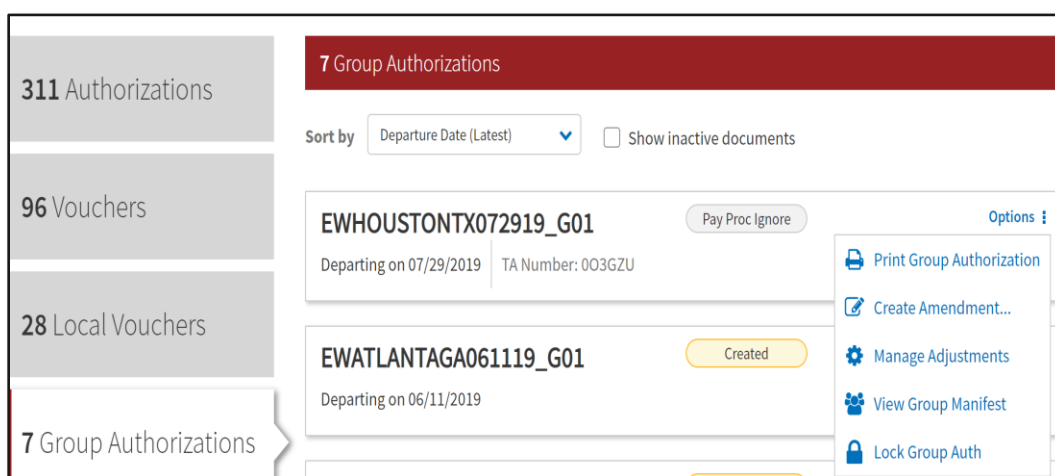 311 Authorizations
96 Vouchers
28 Local Vouchers
7 Group Authorizations
7 Group Authorizations
Sort by Departure Date (Latest) Show inactive documents
EWHOUSTONTX072919_G01 Pay Proc Ignore Options
Departing on 07/29/2019 TA Number: 0O3GZU
Print Group Authorization
Create Amendment...
Manage Adjustments
View Group Manifest
Lock Group Auth
EWATLANTAGA061119_G01 Created
Departing on 06/11/2019